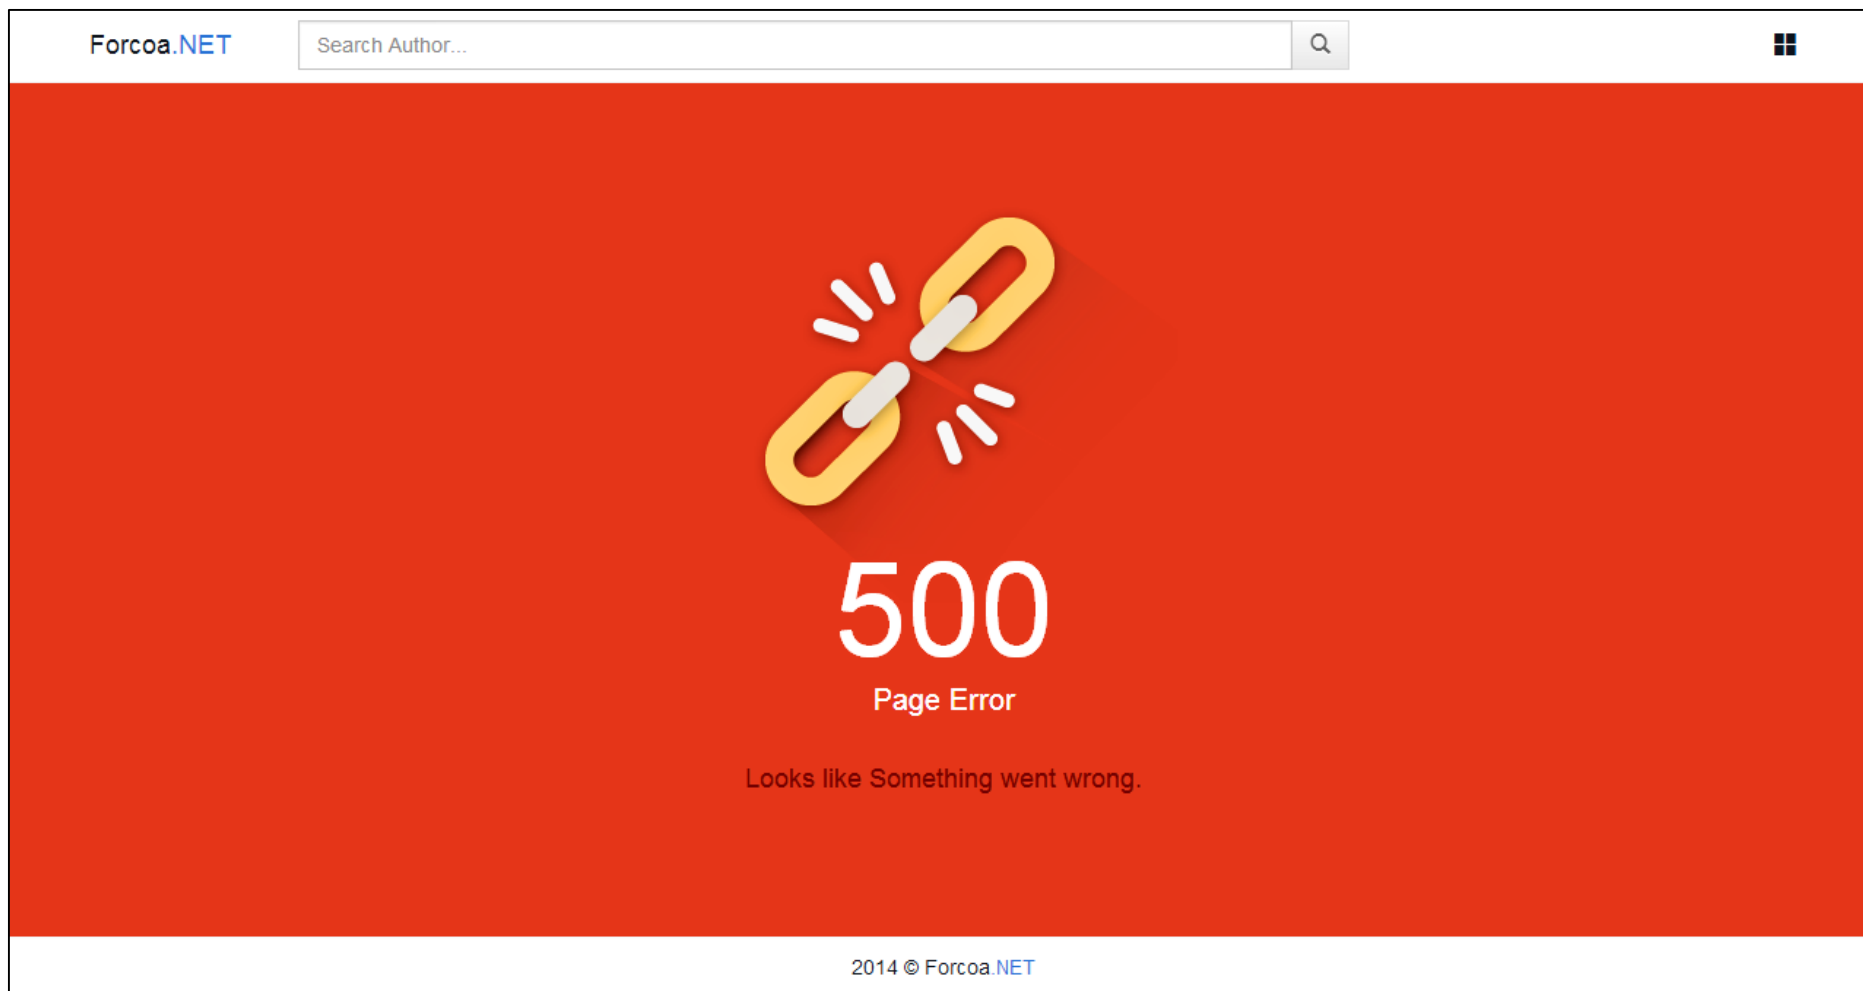 Forcoa.NET
Search Author...
500
Page Error
Looks like Something went wrong.
2014 © Forcoa.NET